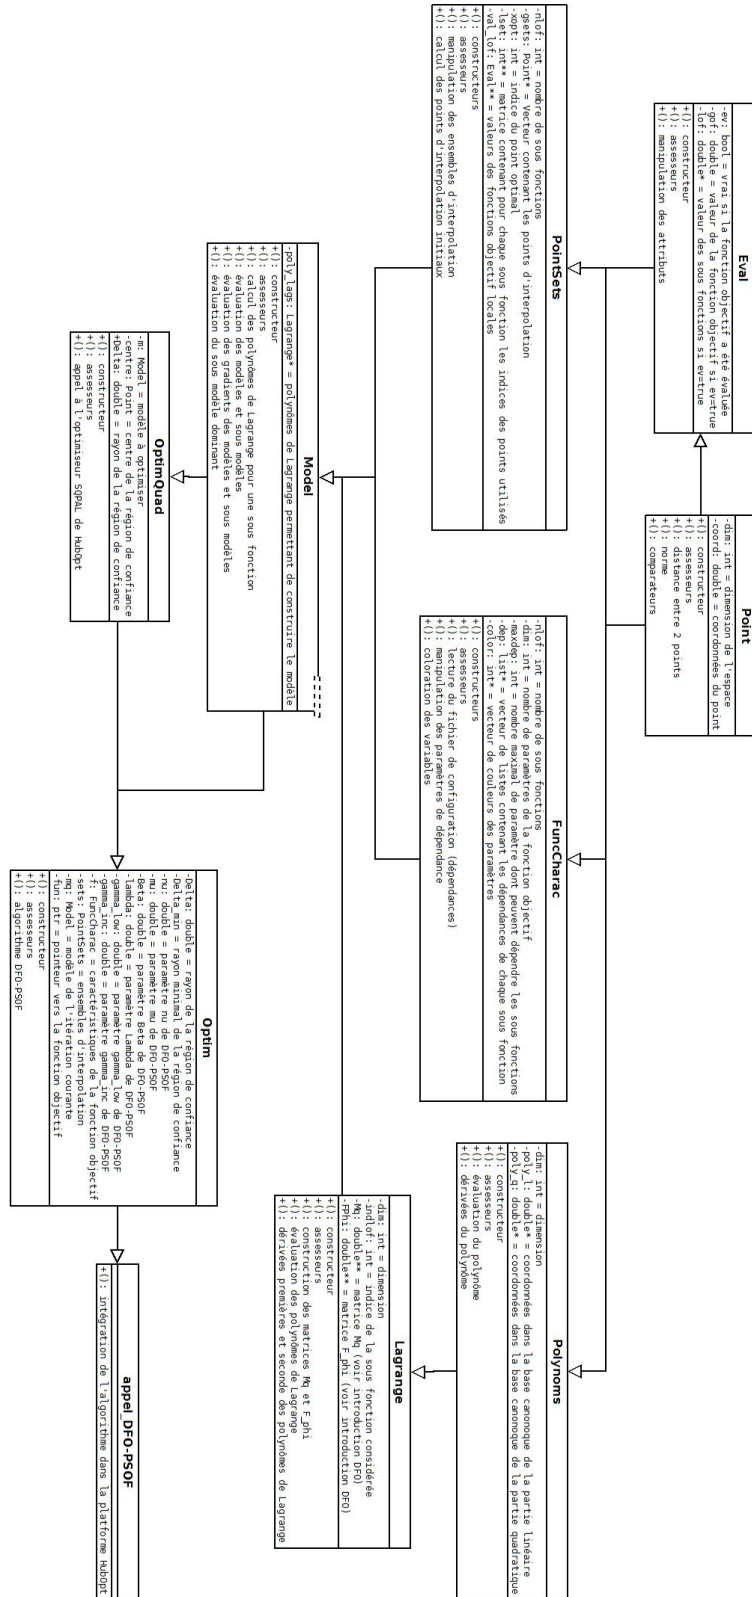 Eval
-ev: bool = vrai si la fonction objectif a été évaluée
-gof: double = valeur de la fonction objectif si ev=true
-lof: double* = valeur des sous fonctions si ev=true
+(): constructeur
+(): assesseurs
+(): manipulation des attributs
Point
-dim: int = dimension de l'espace
-coord: double = coordonnées du point
+(): constructeur
+(): assesseurs
+(): distance entre 2 points
+(): norme
+(): comparateurs
PointSets
-nlof: int = nombre de sous fonctions
-gsets: Point* = Vecteur contenant les points d'interpolation
-xopt: int = indice du point optimal
-lset: int** = matrice contenant pour chaque sous fonction les indices des points utilisés
-val_lof: Eval** = valeurs des fonctions objectif locales
+(): constructeurs
+(): assesseurs
+(): manipulation des ensembles d'interpolation
+(): calcul des points d'interpolation initiaux
FuncCharac
-nlof: int = nombre de sous fonctions
-dim: int = nombre de paramètres de la fonction objectif
-maxdep: int = nombre maximal de paramètre dont peuvent dépendre les sous fonctions
-dep: list* = vecteur de listes contenant les dépendances de chaque sous fonction
-color: int* = vecteur de couleurs des paramètres
+(): constructeurs
+(): assesseurs
+(): lecture du fichier de configuration (dépendances)
+(): manipulation des paramètres de dépendance
+(): coloration des variables
Polynoms
-dim: int = dimension
-poly_l: double* = coordonnées dans la base canonoque de la partie linéaire
-poly_q: double* = coordonnées dans la base canonoque de la partie quadratique
+(): constructeurs
+(): assesseurs
+(): évaluation du polynôme
+(): dérivées du polynôme
Model
-poly_lags: Lagrange* = polynômes de Lagrange permettant de construire le modèle
+(): constructeur
+(): assesseurs
+(): calcul des polynômes de Lagrange pour une sous fonction
+(): évaluation des modèles et sous modèles
+(): évaluation des gradients des modèles et sous modèles
+(): évaluation du sous modèle dominant
Lagrange
-dim: int = dimension
-indlof: int = indice de la sous fonction considérée
-Mq: double** = matrice Mq (voir introduction DFO)
-FPhi: double** = matrice F_phi (voir introduction DFO)
+(): constructeur
+(): assesseurs
+(): construction des matrices Mq et F_phi
+(): évaluation des polynômes de Lagrange
+(): dérivées premières et seconde des polynômes de Lagrange
OptimQuad
-m: Model = modèle à optimiser
-centre: Point = centre de la région de confiance
+Delta: double = rayon de la région de confiance
+(): constructeur
+(): assesseurs
+(): appel à l'optimiseur SQPAL de HubOpt
Optim
-Delta: double = rayon de la région de confiance
-Delta_min = rayon minimal de la région de confiance
-nu: double = paramètre nu de DFO-PSOF
-mu: double = paramètre mu de DFO-PSOF
-Beta: double = paramètre Beta de DFO-PSOF
-lambda: double = paramètre Lambda de DFO-PSOF
-gamma_low: double = paramètre gamma_low de DFO-PSOF
-gamma_inc: double = paramètre gamma_inc de DFO-PSOF
-f: FuncCharac = caractéristiques de la fonction objectif
-sets: PointSets = ensembles d'interpolation
-mq: Model = modèle de l'itération courante
-fun: ptr = pointeur vers la fonction objectif
+(): constructeur
+(): assesseurs
+(): algorithme DFO-PSOF
appel_DFO-PSOF
+(): intégration de l'algorithme dans la platforme HubOpt